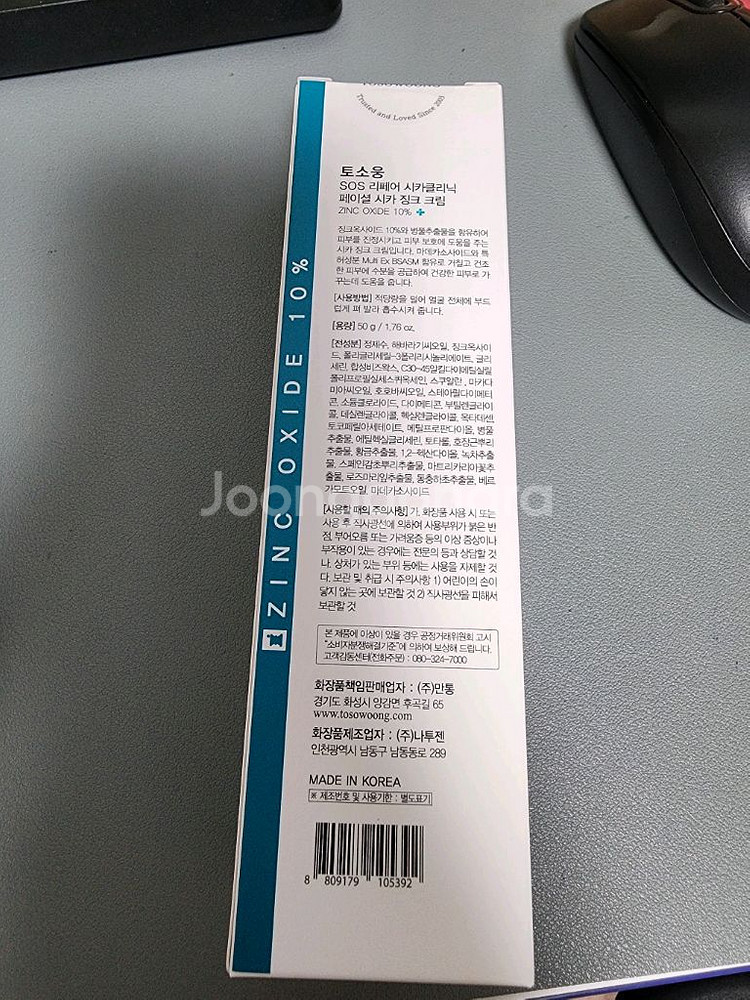 Trusted and Loved Since 2003
토소웅
SOS 리페어 시카클리닉
페이셜 시카 징크 크림
ZINC OXIDE 10%
징크옥사이드 10%와 병풀추출물을 함유하여
피부를 진정시키고 피부 보호에 도움을 주는
시카 징크 크림입니다. 마데카소사이드와 특
허성분 Multi Ex BSASM 함유로 거칠고 건조
한 피부에 수분을 공급하여 건강한 피부로 가
꾸는데 도움을 줍니다.
[사용방법] 적당량을 덜어 얼굴 전체에 부드
럽게 펴 발라 흡수시켜 줍니다.
[용량] 50 g / 1.76 oz.
[전성분] 정제수, 해바라기씨오일, 징크옥사이
드, 폴리글리세릴-3폴리리시놀리에이트, 글리
세린, 합성비즈왁스, C30-45알킬다이메틸실릴
폴리프로필실세스퀴옥세인, 스쿠알란, 마카다
미아씨오일, 호호바씨오일, 스테아릴다이메티
콘, 소듐클로라이드, 다이메티콘, 부틸렌글라이
콜, 데실렌글라이콜, 헥실렌글라이콜, 옥타데센,
토코페릴아세테이트, 메틸프로판다이올, 병풀
추출물, 에틸헥실글리세린, 토타롤, 호장근뿌리
추출물, 황금추출물, 1,2-헥산다이올, 녹차추출
물, 스페인감초뿌리추출물, 마트리카리아꽃추
출물, 로즈마리잎추출물, 동충하초추출물, 베르
가모트오일, 마데카소사이드
[사용할 때의 주의사항] 가. 화장품 사용 시 또는
사용 후 직사광선에 의하여 사용부위가 붉은 반
점, 부어오름 또는 가려움증 등의 이상 증상이나
부작용이 있는 경우에는 전문의 등과 상담할 것
나. 상처가 있는 부위 등에는 사용을 자제할 것
다. 보관 및 취급 시 주의사항 1) 어린이의 손이
닿지 않는 곳에 보관할 것 2) 직사광선을 피해서
보관할 것
본 제품에 이상이 있을 경우 공정거래위원회 고시
"소비자분쟁해결기준"에 의하여 보상해 드립니다.
고객감동센터(전화주문) : 080-324-7000
화장품책임판매업자 : (주)만통
경기도 화성시 양감면 후곡길 65
www.tosowoong.com
화장품제조업자 : (주)나투젠
인천광역시 남동구 남동동로 289
MADE IN KOREA
※ 제조번호 및 사용기한 : 별도표기
8 809179 105392
ZINC OXIDE 10%
Joonggonara